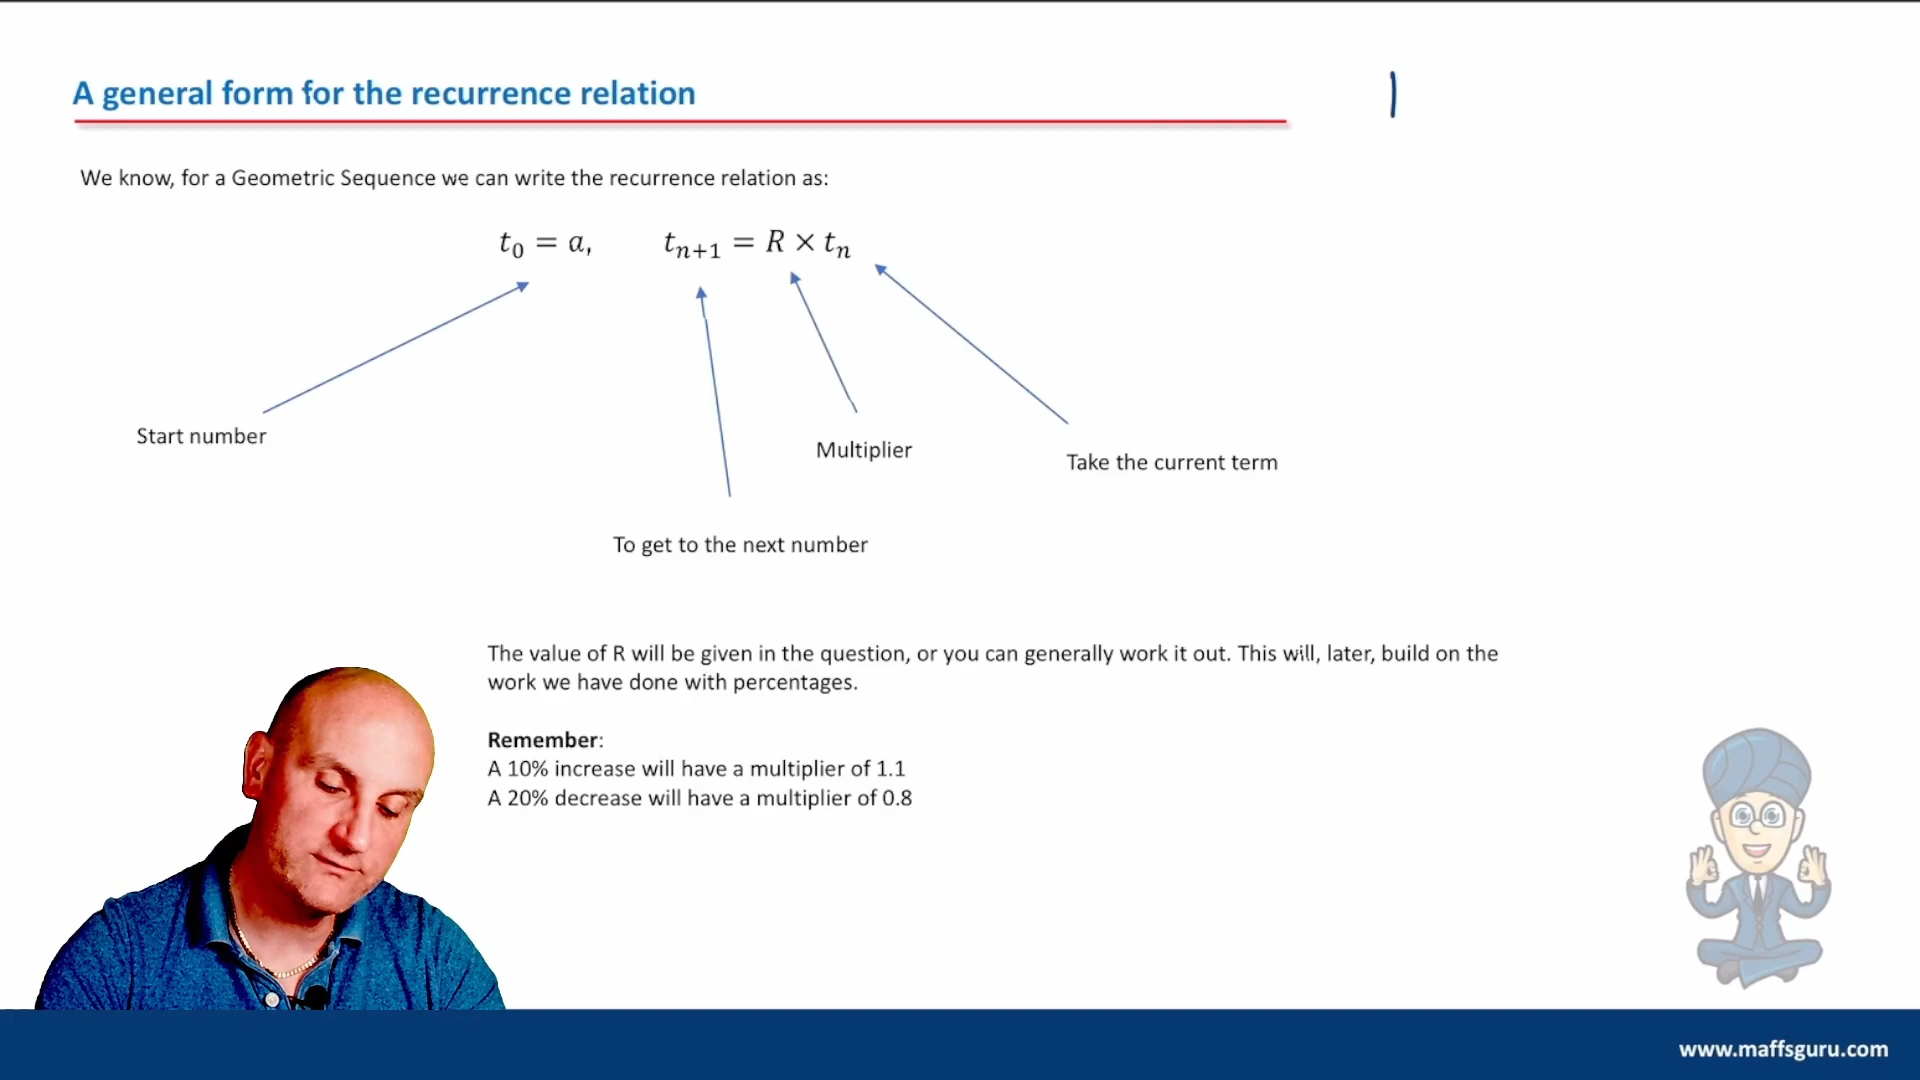 A general form for the recurrence relation
We know, for a Geometric Sequence we can write the recurrence relation as:
t₀ = a, tₙ₊₁ = R × tₙ
Start number
Multiplier
Take the current term
To get to the next number
The value of R will be given in the question, or you can generally work it out. This will, later, build on the
work we have done with percentages.
Remember:
A 10% increase will have a multiplier of 1.1
A 20% decrease will have a multiplier of 0.8
www.maffsguru.com